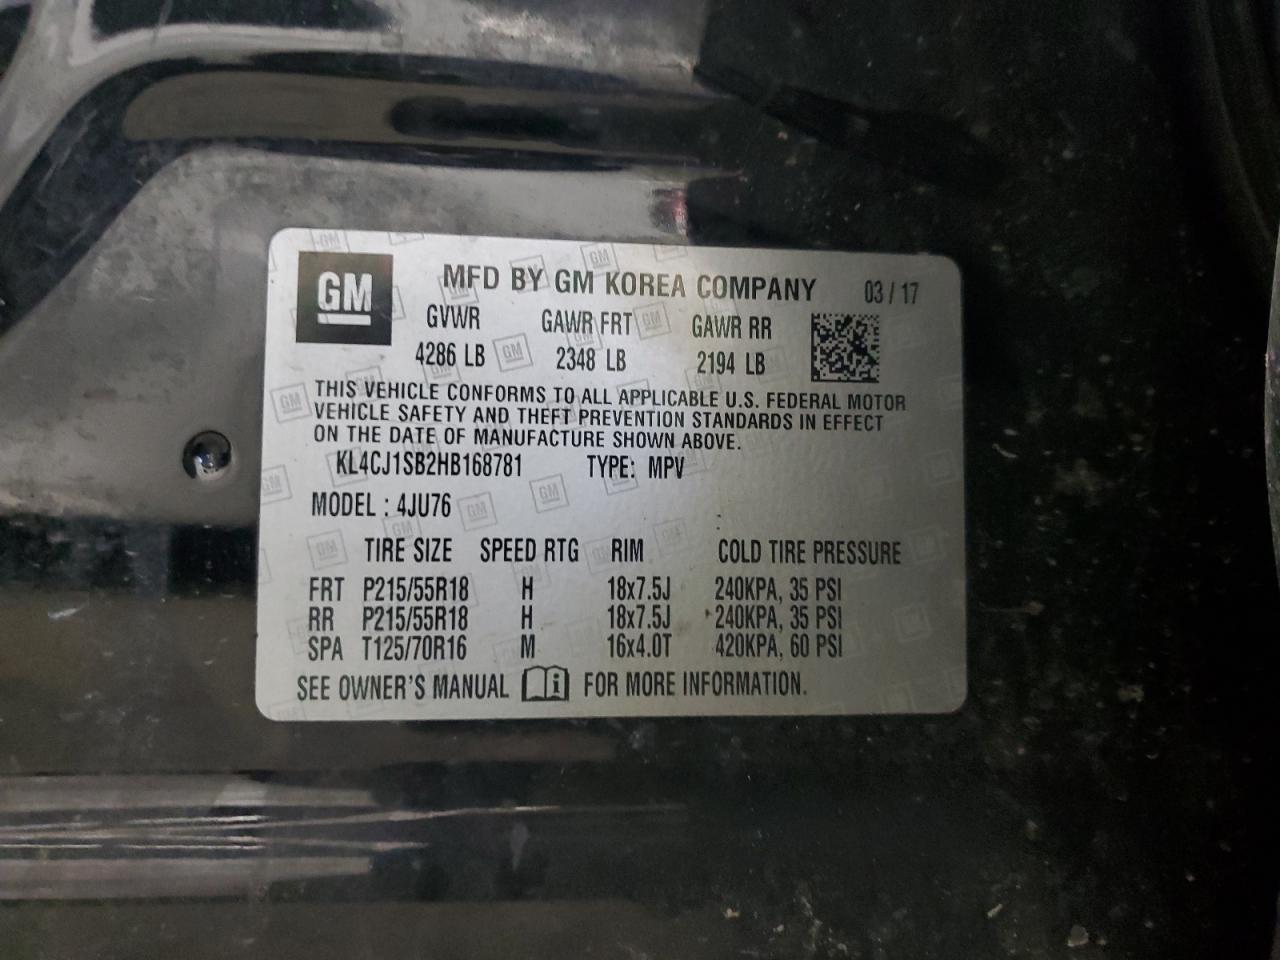 GM
MFD BY GM KOREA COMPANY 03/17
GVWR GAWR FRT GAWR RR
4286 LB 2348 LB 2194 LB
THIS VEHICLE CONFORMS TO ALL APPLICABLE U.S. FEDERAL MOTOR
VEHICLE SAFETY AND THEFT PREVENTION STANDARDS IN EFFECT
ON THE DATE OF MANUFACTURE SHOWN ABOVE.
KL4CJ1SB2HB168781 TYPE: MPV
MODEL : 4JU76
TIRE SIZE SPEED RTG RIM COLD TIRE PRESSURE
FRT P215/55R18 H 18x7.5J 240KPA, 35 PSI
RR P215/55R18 H 18x7.5J 240KPA, 35 PSI
SPA T125/70R16 M 16x4.0T 420KPA, 60 PSI
SEE OWNER'S MANUAL i FOR MORE INFORMATION.